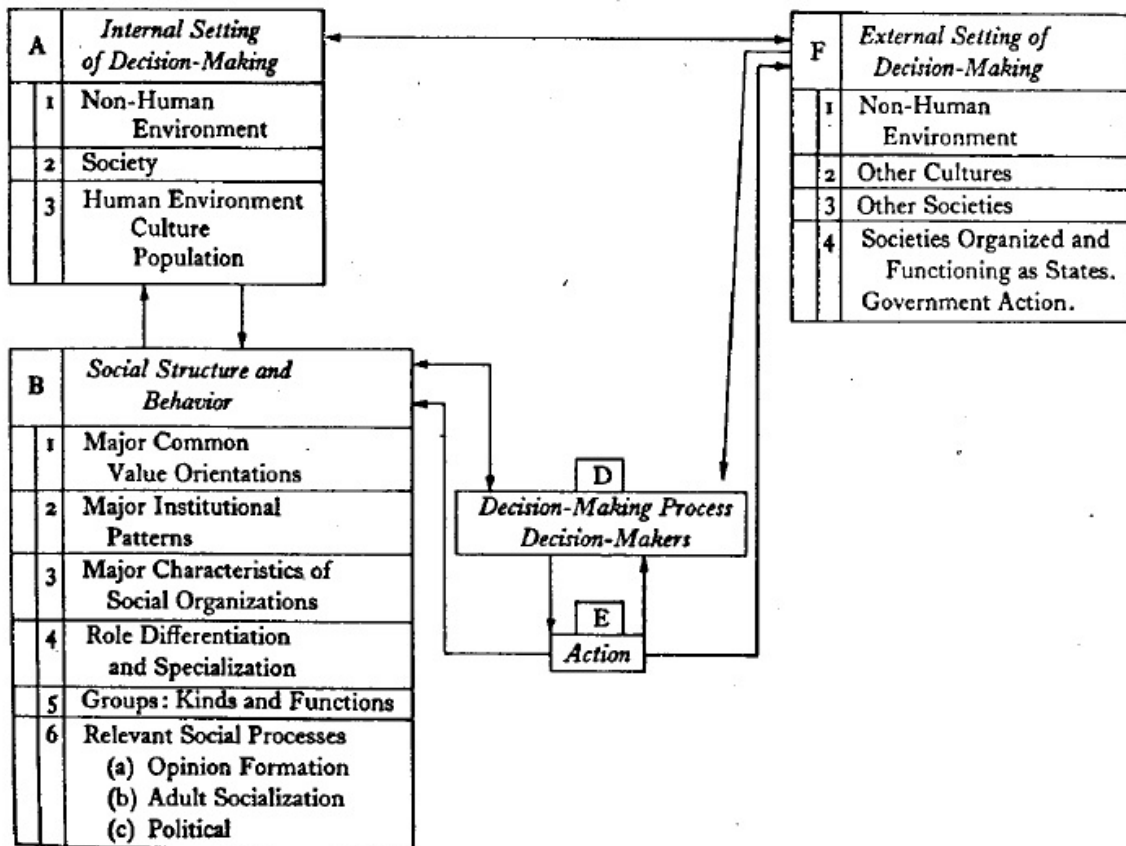 A Internal Setting
of Decision-Making
1 Non-Human
Environment
2 Society
3 Human Environment
Culture
Population
F External Setting of
Decision-Making
1 Non-Human
Environment
2 Other Cultures
3 Other Societies
4 Societies Organized and
Functioning as States.
Government Action.
B Social Structure and
Behavior
1 Major Common
Value Orientations
2 Major Institutional
Patterns
3 Major Characteristics of
Social Organizations
4 Role Differentiation
and Specialization
5 Groups: Kinds and Functions
6 Relevant Social Processes
(a) Opinion Formation
(b) Adult Socialization
(c) Political
D
Decision-Making Process
Decision-Makers
E
Action